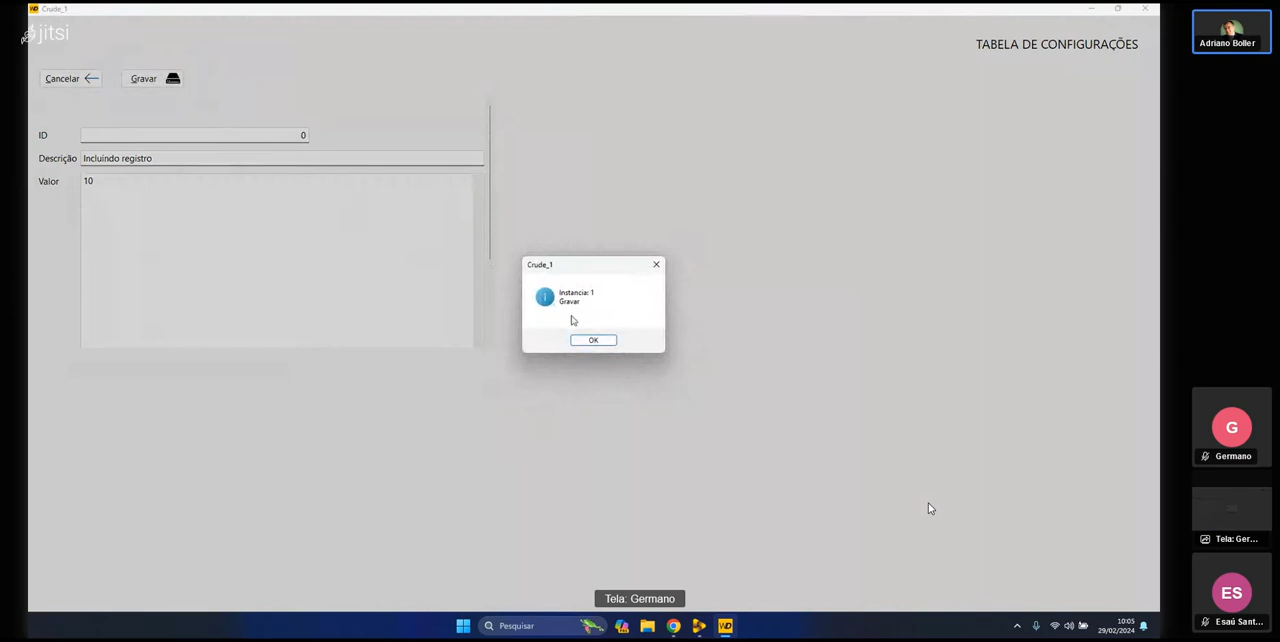 Crude_1
jitsi
TABELA DE CONFIGURAÇÕES
Cancelar
Gravar
ID
0
Descrição
Incluindo registro
Valor
10
Crude_1
Instancia: 1
Gravar
OK
Tela: Germano
Pesquisar
10:05
29/02/2024
Adriano Boller
G
Germano
Tela: Ger...
ES
Esaú Sant...